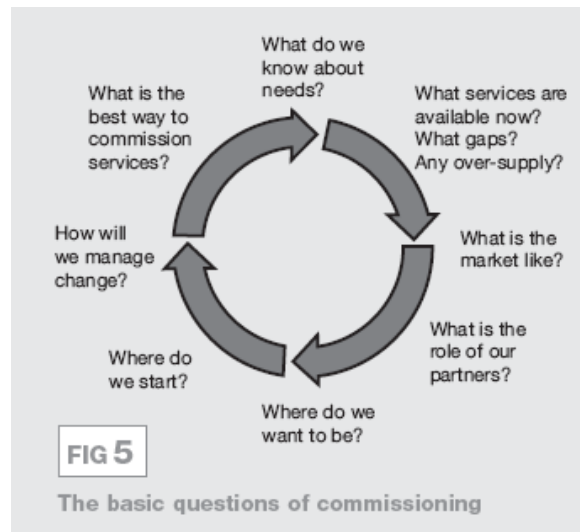 What do we
know about
needs?
What services are
available now?
What gaps?
Any over-supply?
What is the
market like?
What is the
role of our
partners?
Where do we
want to be?
Where do
we start?
How will
we manage
change?
What is the
best way to
commission
services?
FIG 5
The basic questions of commissioning